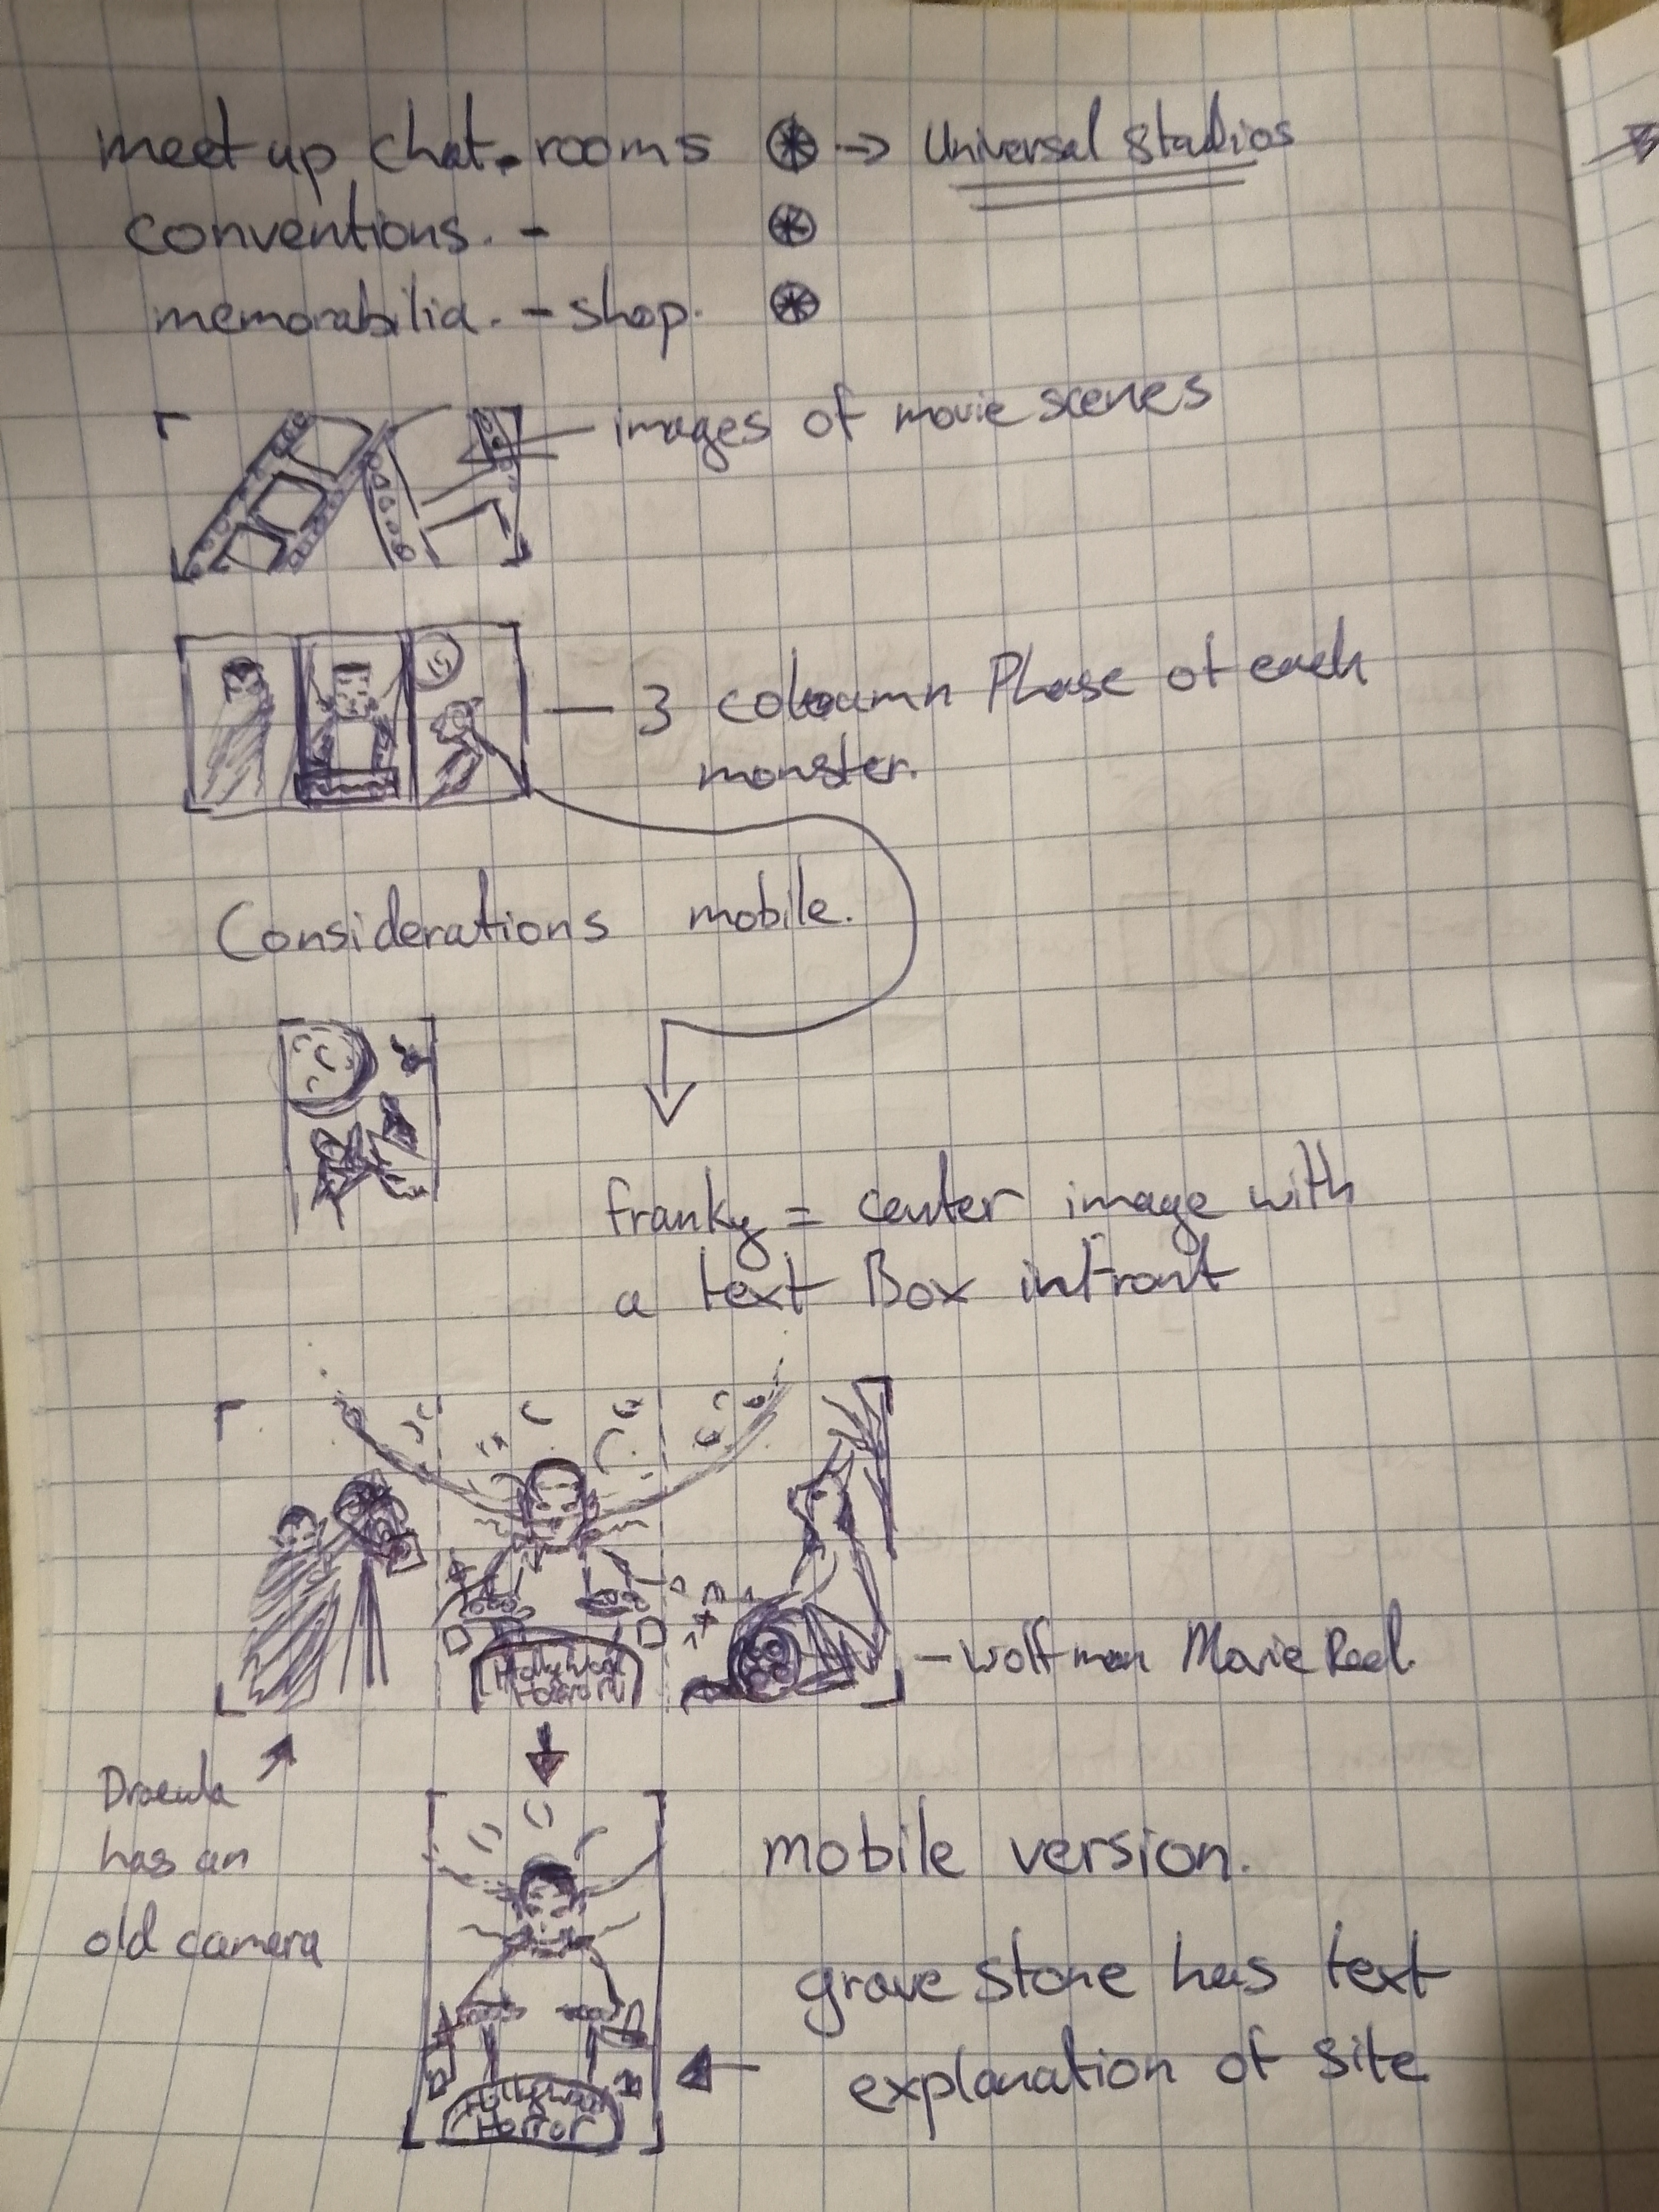 meet up chat rooms → Universal Studios
conventions. -
memorabilia. - shop.
images of movie scenes
3 coloumn Phase of each
monster.
Considerations mobile.
franky = center image with
a text Box infront
Hollywood
Horror
- wolfman Movie Reel.
Dracula
has an
old camera
mobile version.
grave stone has text
explanation of site
Hollywood
Horror